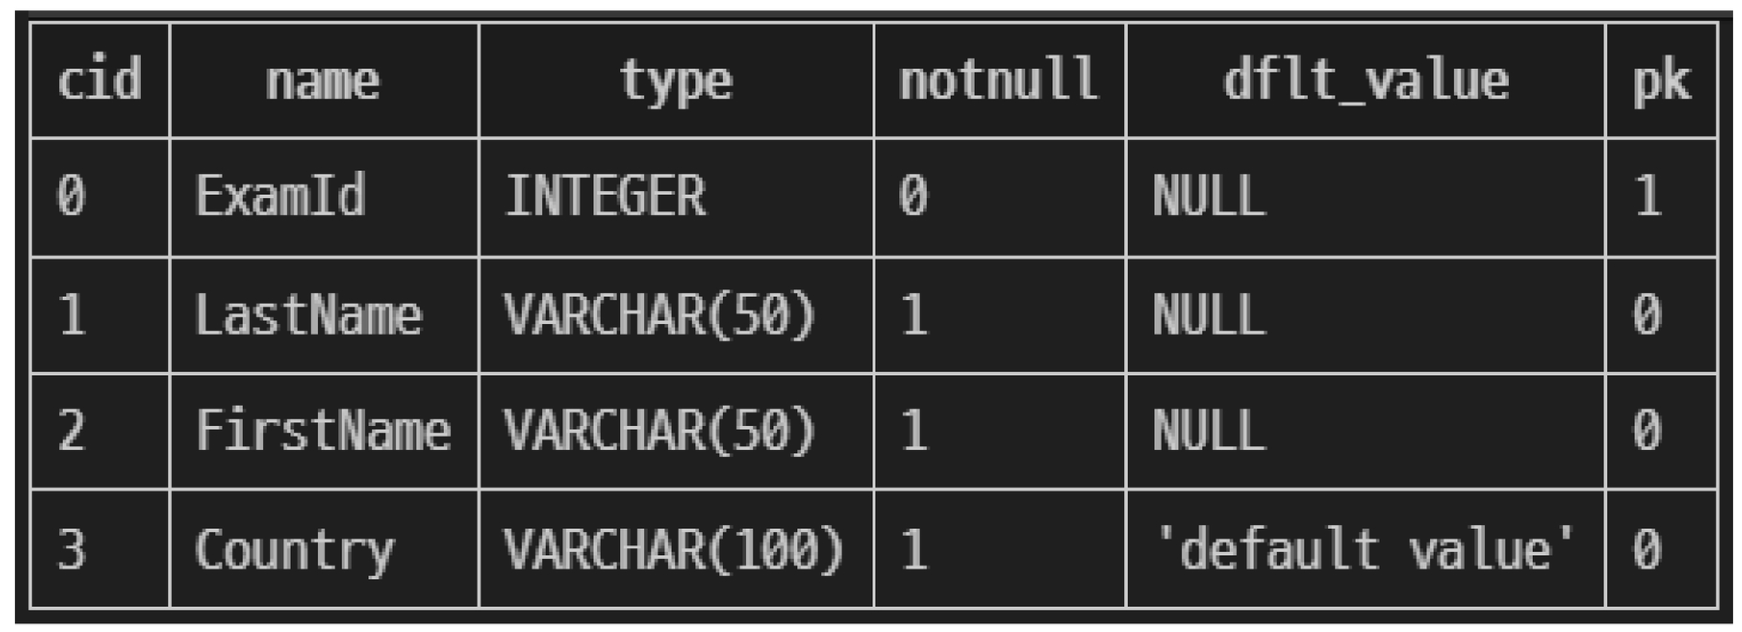 cid name type notnull dflt_value pk
0 ExamId INTEGER 0 NULL 1
1 LastName VARCHAR(50) 1 NULL 0
2 FirstName VARCHAR(50) 1 NULL 0
3 Country VARCHAR(100) 1 'default value' 0